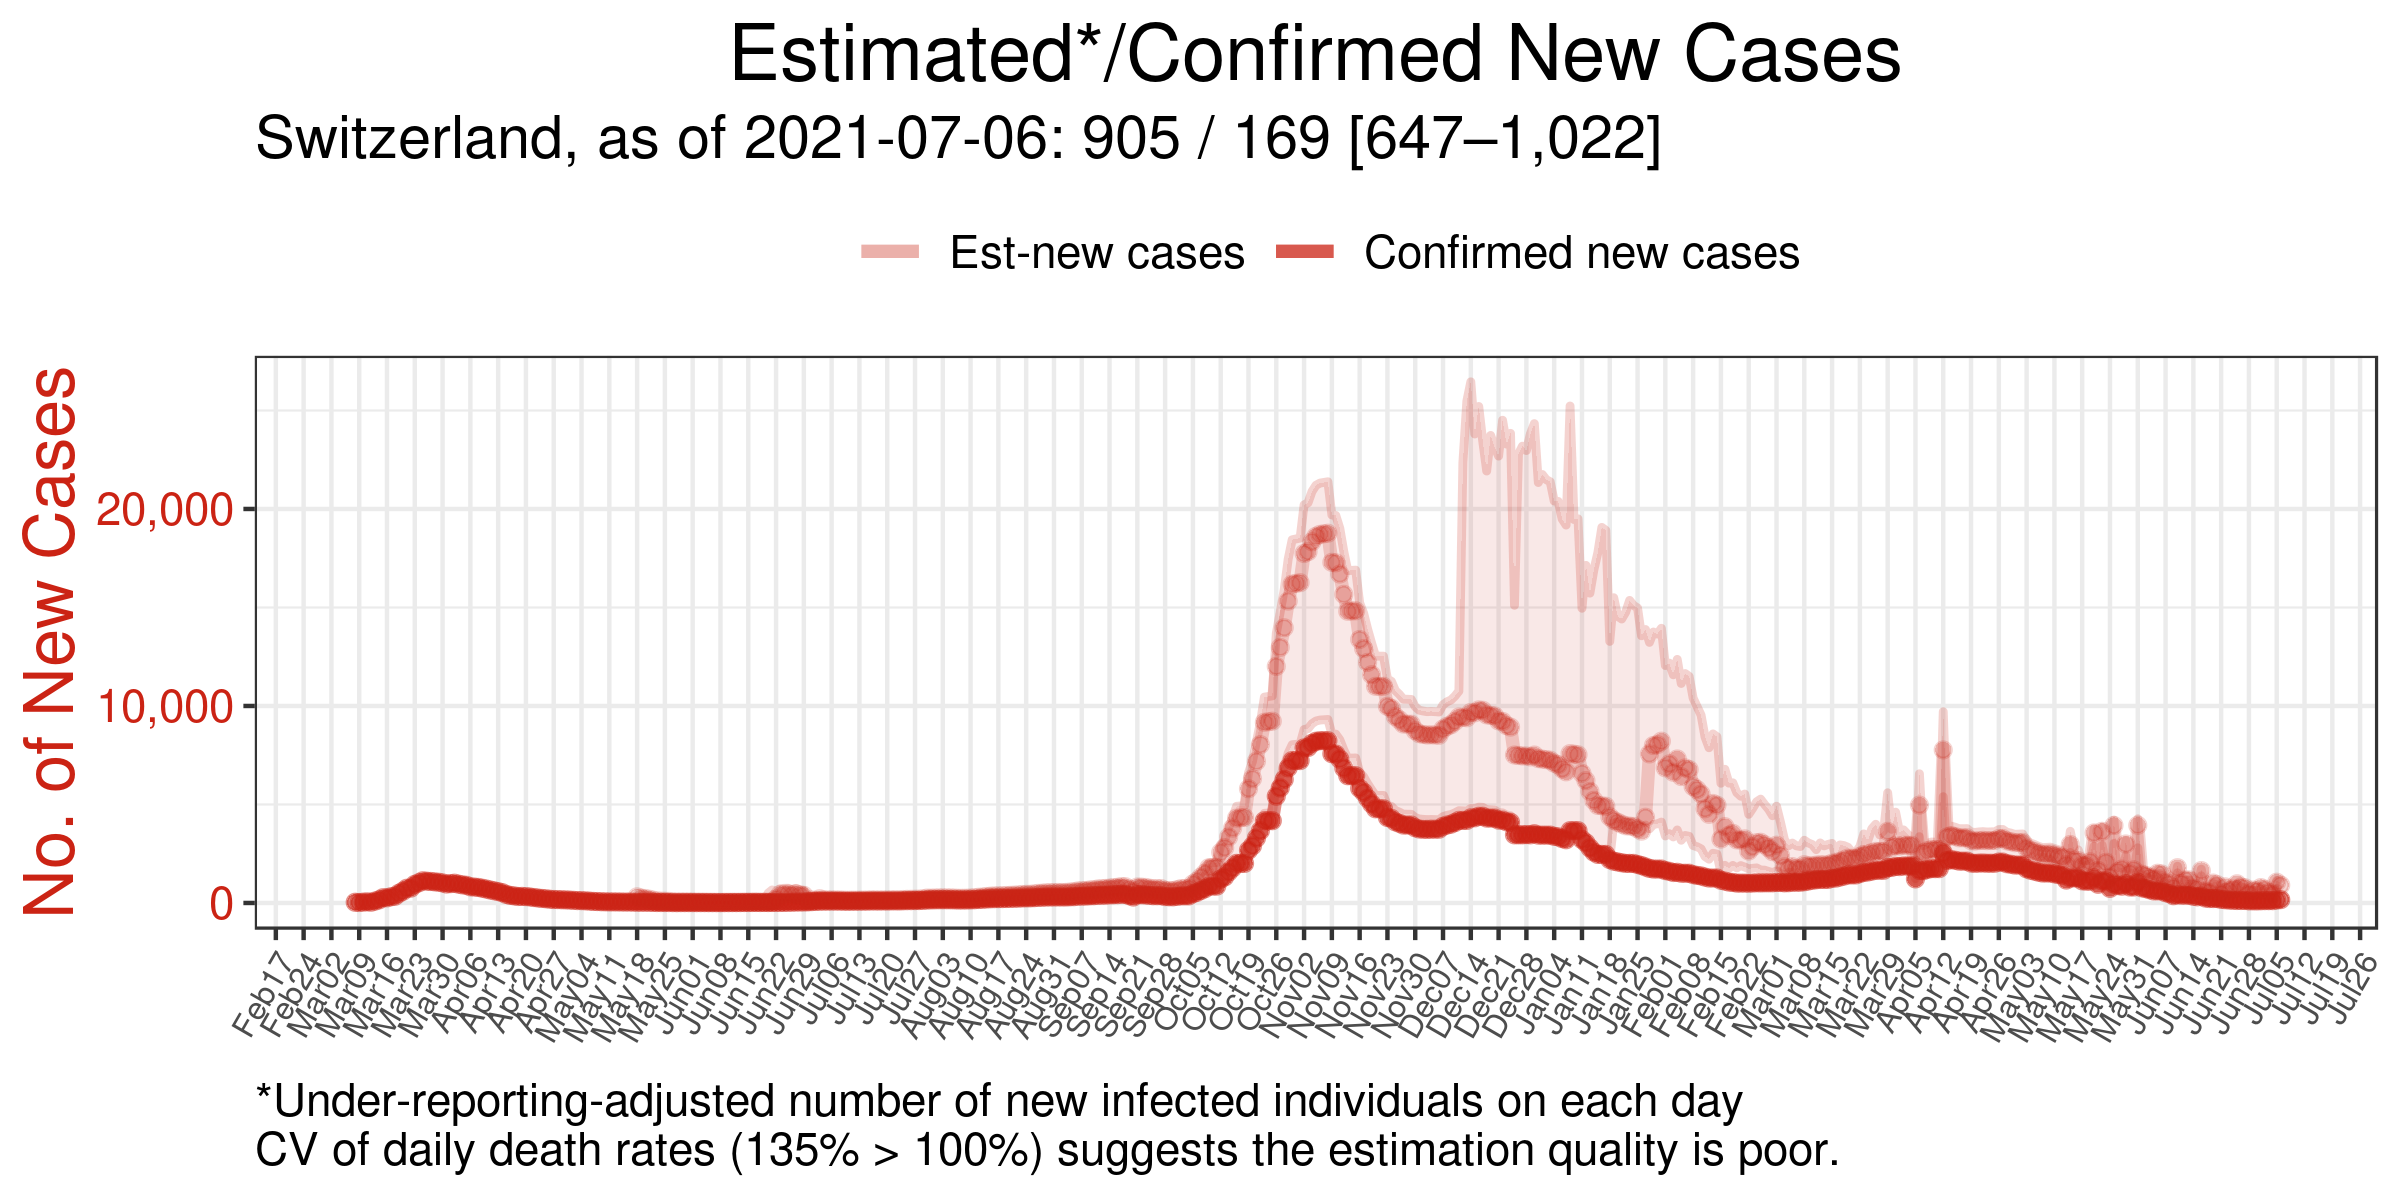 Estimated*/Confirmed New Cases
Switzerland, as of 2021-07-06: 905 / 169 [647–1,022]
Est-new cases Confirmed new cases
No. of New Cases
20,000
10,000
0
Feb17 Feb24 Mar02 Mar09 Mar16 Mar23 Mar30 Apr06 Apr13 Apr20 Apr27 May04 May11 May18 May25 Jun01 Jun08 Jun15 Jun22 Jun29 Jul06 Jul13 Jul20 Jul27 Aug03 Aug10 Aug17 Aug24 Aug31 Sep07 Sep14 Sep21 Sep28 Oct05 Oct12 Oct19 Oct26 Nov02 Nov09 Nov16 Nov23 Nov30 Dec07 Dec14 Dec21 Dec28 Jan04 Jan11 Jan18 Jan25 Feb01 Feb08 Feb15 Feb22 Mar01 Mar08 Mar15 Mar22 Mar29 Apr05 Apr12 Apr19 Apr26 May03 May10 May17 May24 May31 Jun07 Jun14 Jun21 Jun28 Jul05 Jul12 Jul19 Jul26
*Under-reporting-adjusted number of new infected individuals on each day
CV of daily death rates (135% > 100%) suggests the estimation quality is poor.